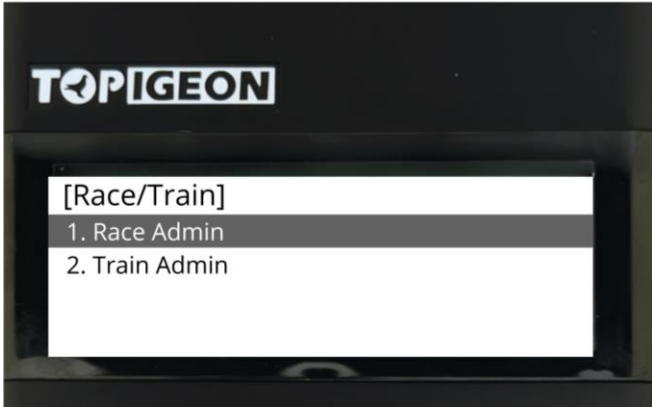 TOPIGEON
[Race/Train]
1. Race Admin
2. Train Admin